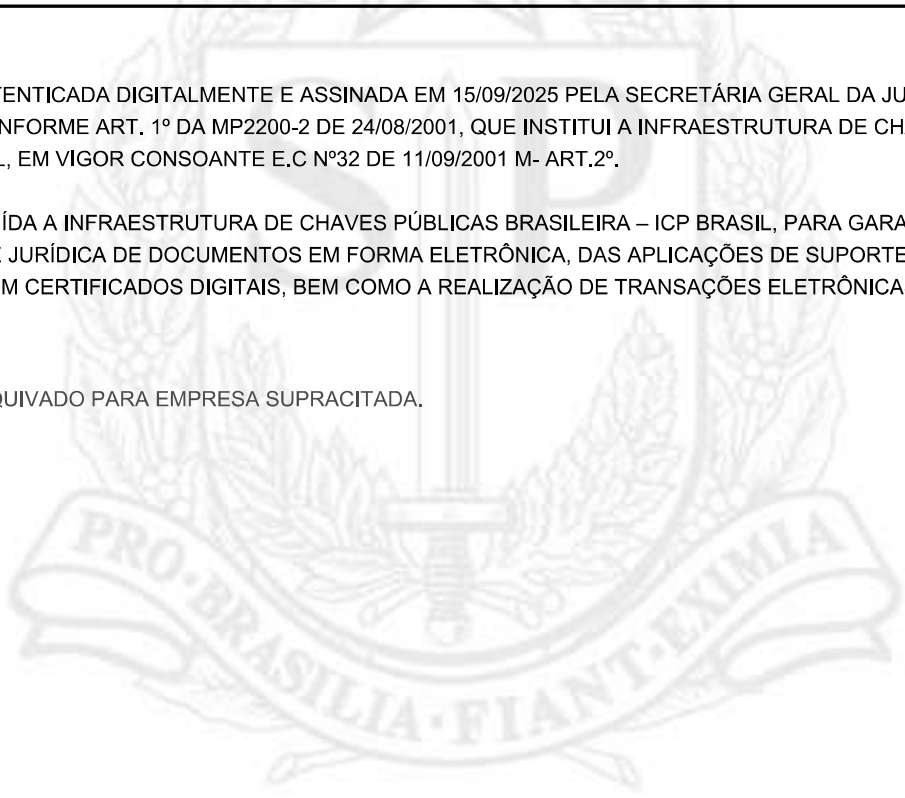 TENTICADA DIGITALMENTE E ASSINADA EM 15/09/2025 PELA SECRETÁRIA GERAL DA JU
NFORME ART. 1º DA MP2200-2 DE 24/08/2001, QUE INSTITUI A INFRAESTRUTURA DE CHA
L, EM VIGOR CONSOANTE E.C Nº32 DE 11/09/2001 M- ART.2º.
ÍDA A INFRAESTRUTURA DE CHAVES PÚBLICAS BRASILEIRA – ICP BRASIL, PARA GARA
E JURÍDICA DE DOCUMENTOS EM FORMA ELETRÔNICA, DAS APLICAÇÕES DE SUPORTE
M CERTIFICADOS DIGITAIS, BEM COMO A REALIZAÇÃO DE TRANSAÇÕES ELETRÔNICAS
QUIVADO PARA EMPRESA SUPRACITADA.
SP
PRO·BRASILIA·FIANT·EXIMIA